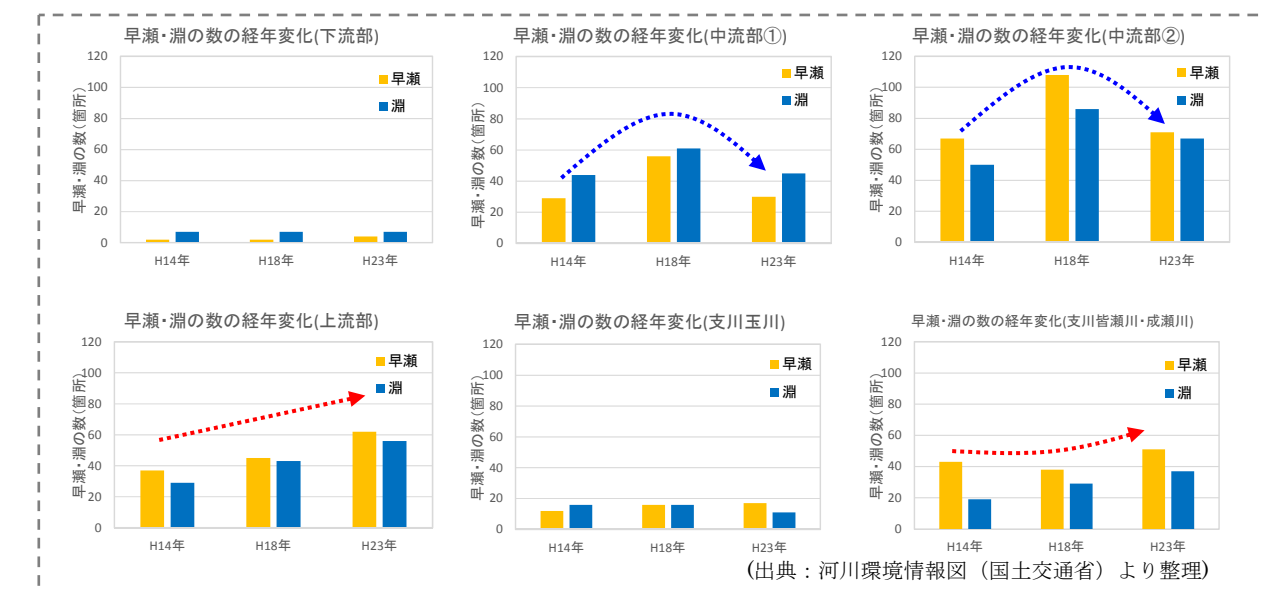 早瀬・淵の数の経年変化(下流部)
早瀬・淵の数(箇所)
120
100
80
60
40
20
0
早瀬
淵
H14年
H18年
H23年
早瀬・淵の数の経年変化(中流部①)
早瀬・淵の数(箇所)
120
100
80
60
40
20
0
早瀬
淵
H14年
H18年
H23年
早瀬・淵の数の経年変化(中流部②)
早瀬・淵の数(箇所)
120
100
80
60
40
20
0
早瀬
淵
H14年
H18年
H23年
早瀬・淵の数の経年変化(上流部)
早瀬・淵の数(箇所)
120
100
80
60
40
20
0
早瀬
淵
H14年
H18年
H23年
早瀬・淵の数の経年変化(支川玉川)
早瀬・淵の数(箇所)
120
100
80
60
40
20
0
早瀬
淵
H14年
H18年
H23年
早瀬・淵の数の経年変化(支川皆瀬川・成瀬川)
早瀬・淵の数(箇所)
120
100
80
60
40
20
0
早瀬
淵
H14年
H18年
H23年
(出典：河川環境情報図（国土交通省）より整理)